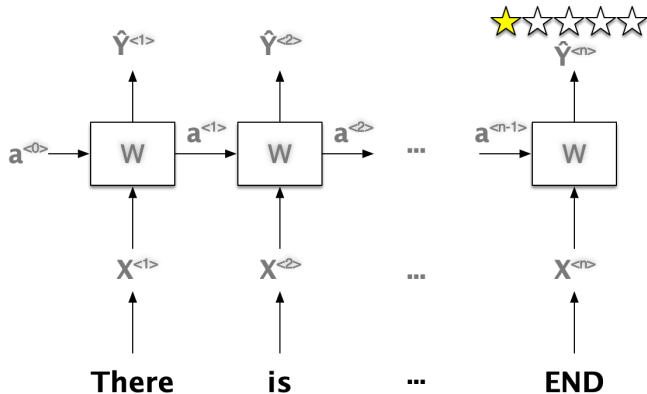 Ŷ<1> Ŷ<2> Ŷ<n>
a<0> W a<1> W a<2> ... a<n-1> W
X<1> X<2> ... X<n>
There is ... END